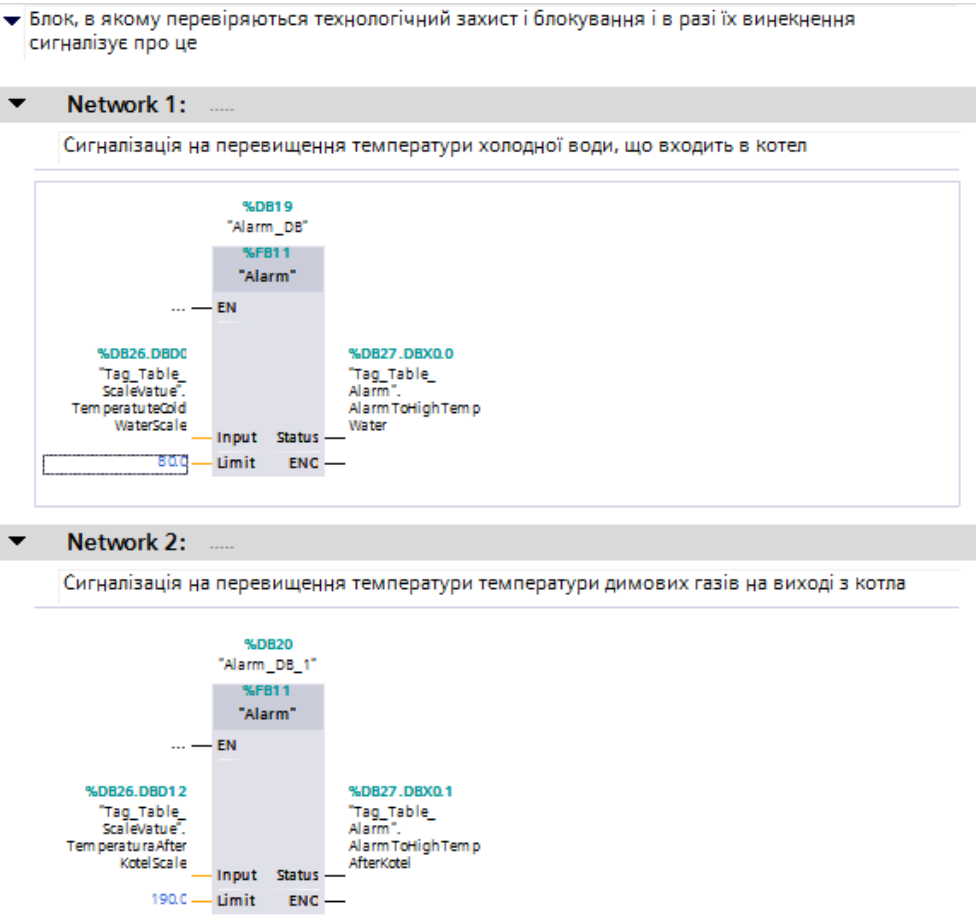 Блок, в якому перевіряються технологічний захист і блокування і в разі їх винекнення
сигналізує про це
Network 1: .....
Сигналізація на перевищення температури холодної води, що входить в котел
%DB19
"Alarm_DB"
%FB11
"Alarm"
... EN
%DB26.DBD0
"Tag_Table_
ScaleVatue".
TemperatuteCold
WaterScale
Input
80.0
Limit
%DB27.DBX0.0
"Tag_Table_
Alarm".
AlarmToHighTemp
Water
Status
ENO
Network 2: .....
Сигналізація на перевищення температури температури димових газів на виході з котла
%DB20
"Alarm_DB_1"
%FB11
"Alarm"
... EN
%DB26.DBD12
"Tag_Table_
ScaleVatue".
TemperaturaAfter
KotelScale
Input
190.0
Limit
%DB27.DBX0.1
"Tag_Table_
Alarm".
AlarmToHighTemp
AfterKotel
Status
ENO